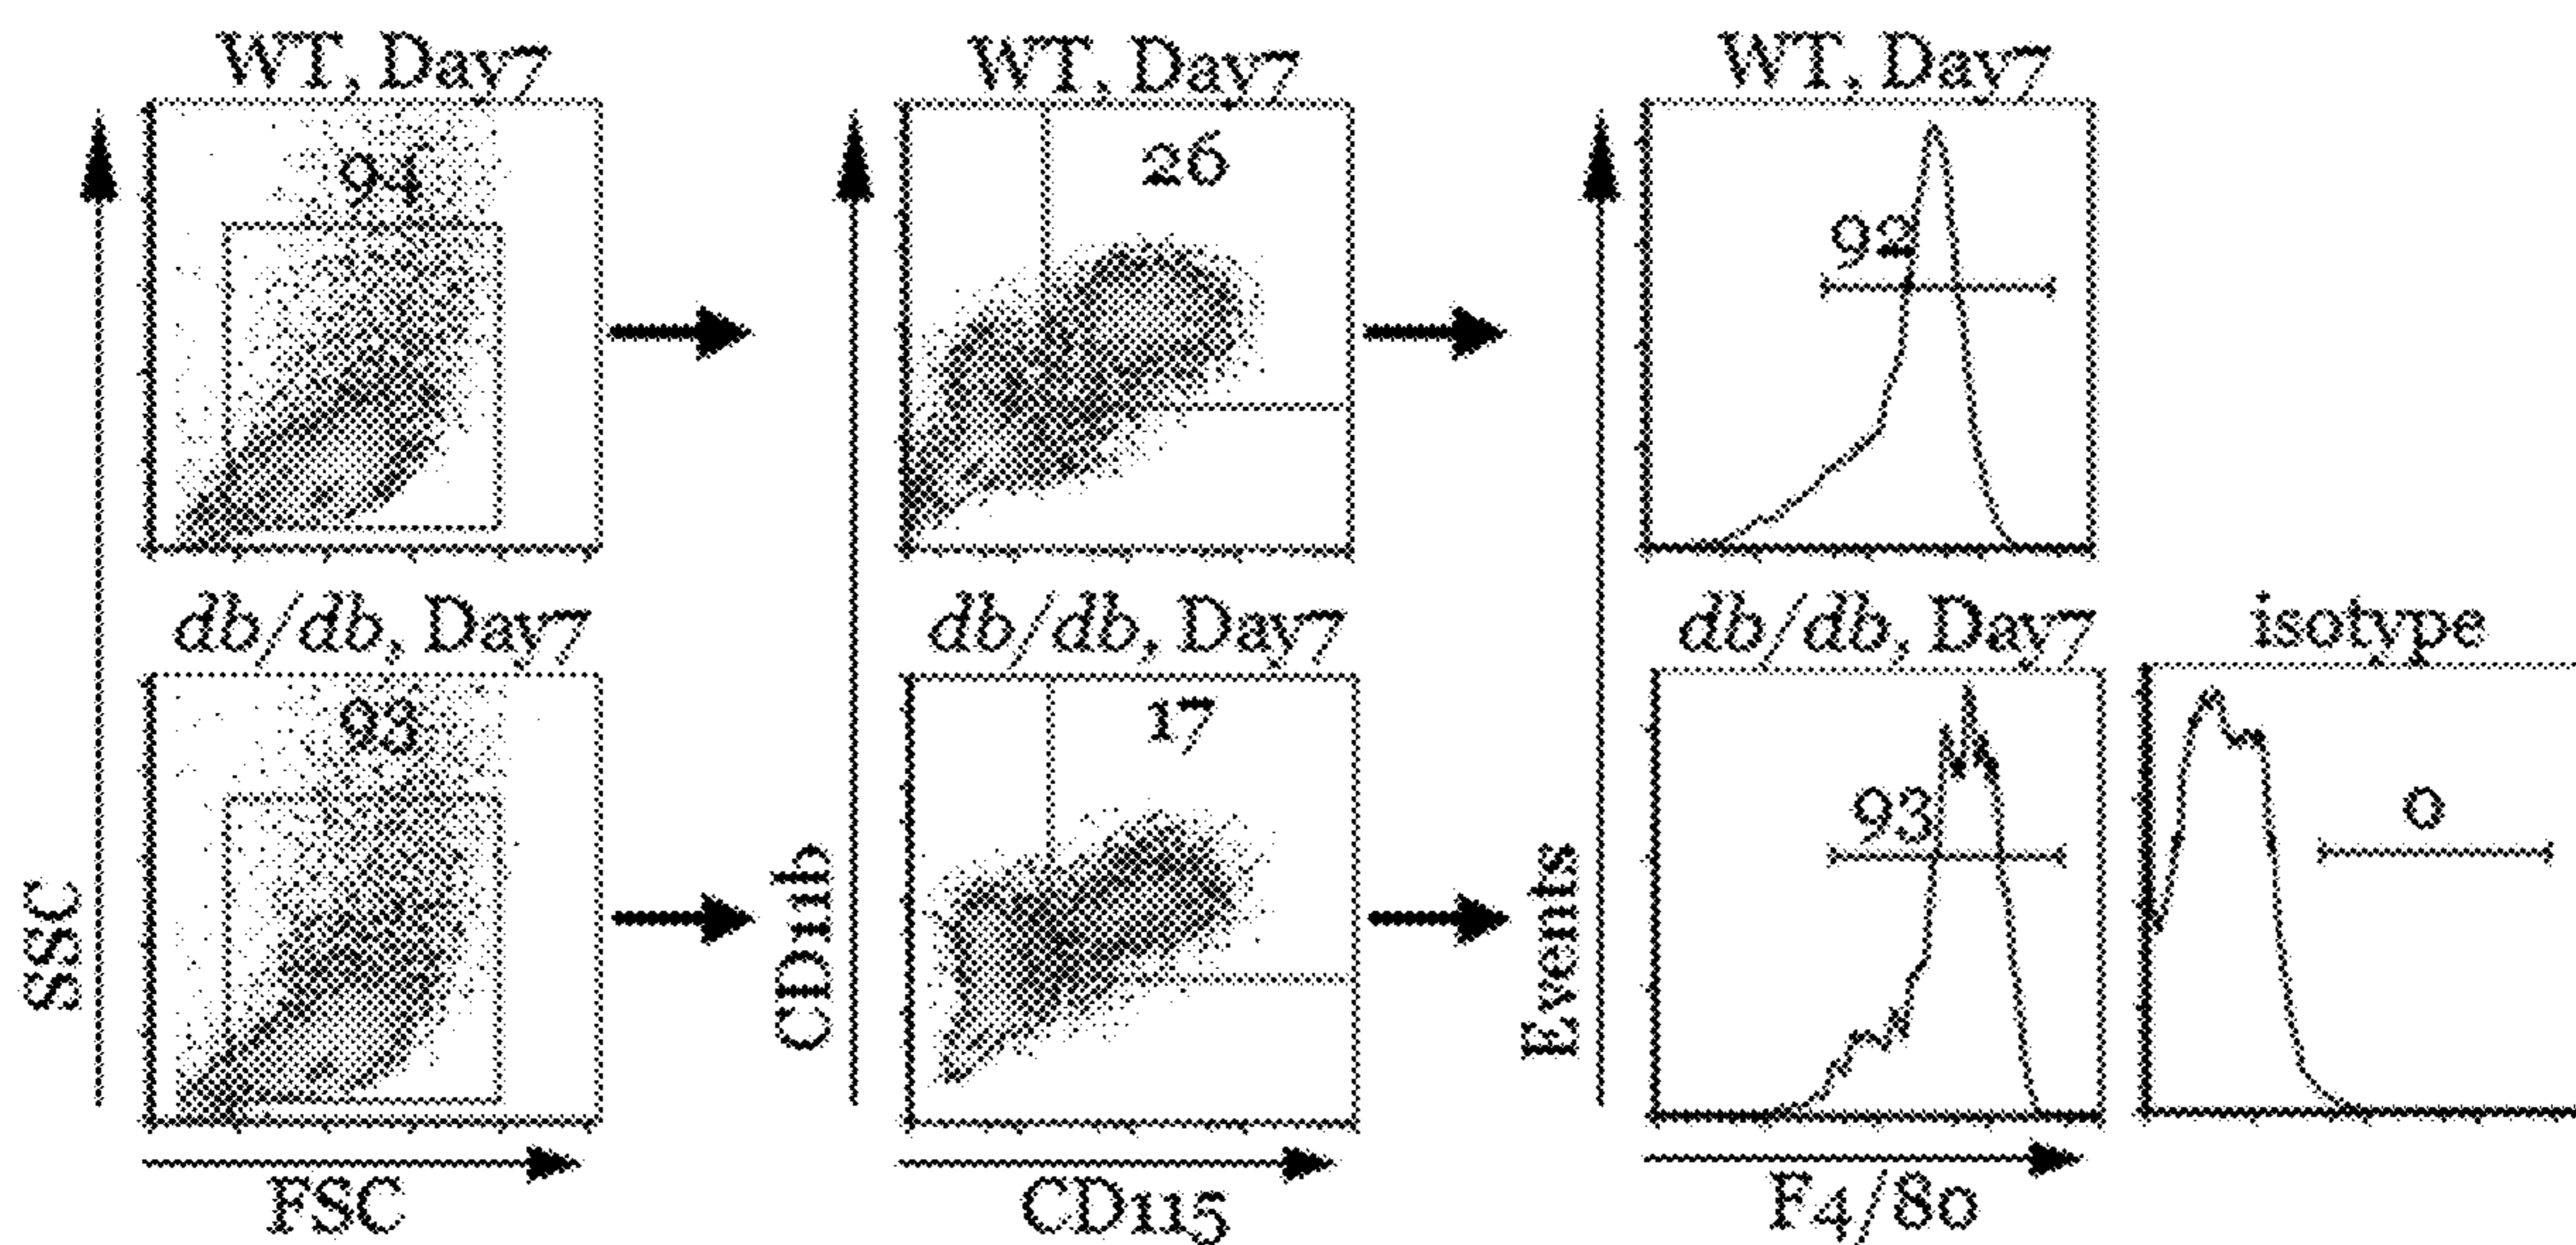 WT, Day7
WT, Day7
WT, Day7
94
26
92
db/db, Day7
db/db, Day7
db/db, Day7
isotype
93
17
93
0
SSC
CD11b
Events
FSC
CD115
F4/80